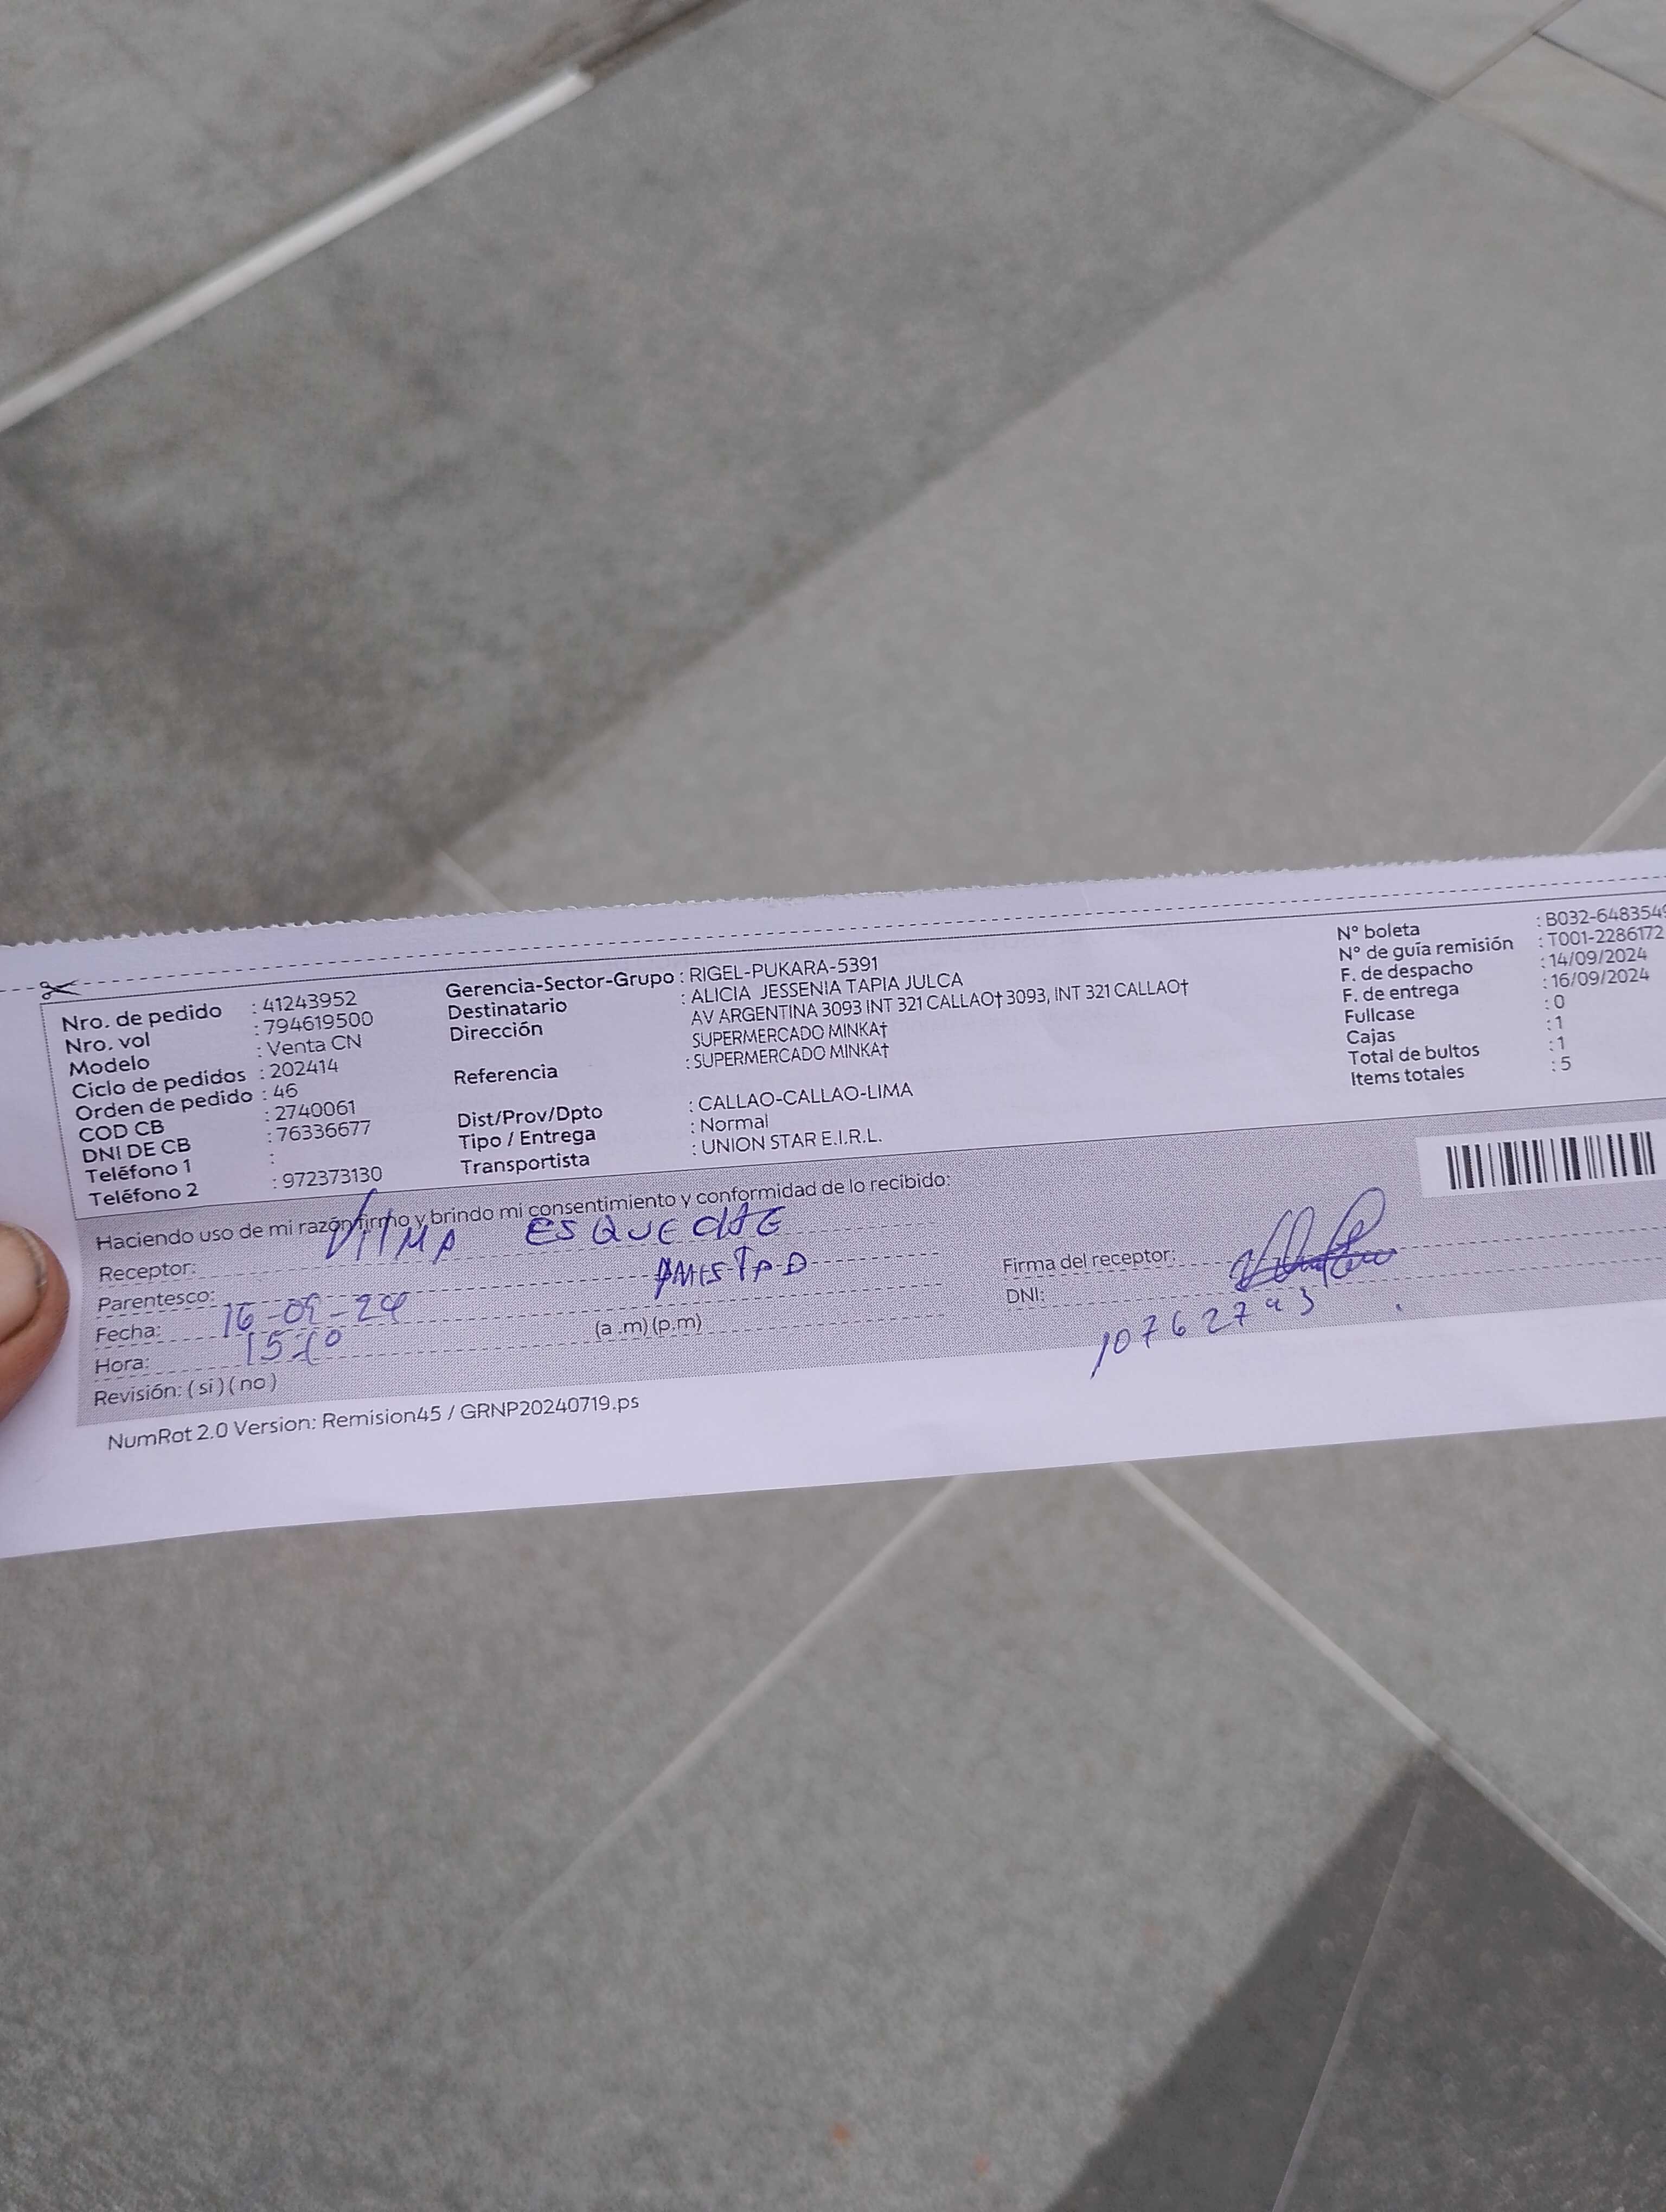 Nro. de pedido : 41243952
Nro. vol : 794619500
Modelo : Venta CN
Ciclo de pedidos : 202414
Orden de pedido : 46
COD CB : 2740061
DNI DE CB : 76336677
Teléfono 1 :
Teléfono 2 : 972373130
Gerencia-Sector-Grupo : RIGEL-PUKARA-5391
Destinatario : ALICIA JESSENIA TAPIA JULCA
Dirección AV ARGENTINA 3093 INT 321 CALLAO† 3093, INT 321 CALLAO†
SUPERMERCADO MINKA†
Referencia : SUPERMERCADO MINKA†
Dist/Prov/Dpto : CALLAO-CALLAO-LIMA
Tipo / Entrega : Normal
Transportista : UNION STAR E.I.R.L.
N° boleta : B032-648354
N° de guía remisión : T001-2286172
F. de despacho : 14/09/2024
F. de entrega : 16/09/2024
Fullcase : 0
Cajas : 1
Total de bultos : 1
Items totales : 5
Haciendo uso de mi razón firmo y brindo mi consentimiento y conformidad de lo recibido:
Receptor: VilMA
Parentesco: AMISTAD
Fecha: 16-09-24
Hora: 15:10 (a .m) (p.m)
Revisión: ( si ) ( no )
Firma del receptor:
DNI: 10762793
NumRot 2.0 Version: Remision45 / GRNP20240719.ps